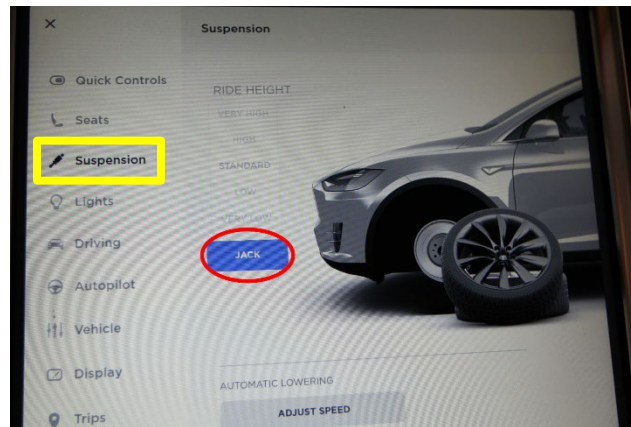 ×
Suspension
Quick Controls
Seats
Suspension
Lights
Driving
Autopilot
Vehicle
Display
Trips
RIDE HEIGHT
VERY HIGH
HIGH
STANDARD
LOW
VERY LOW
JACK
AUTOMATIC LOWERING
ADJUST SPEED